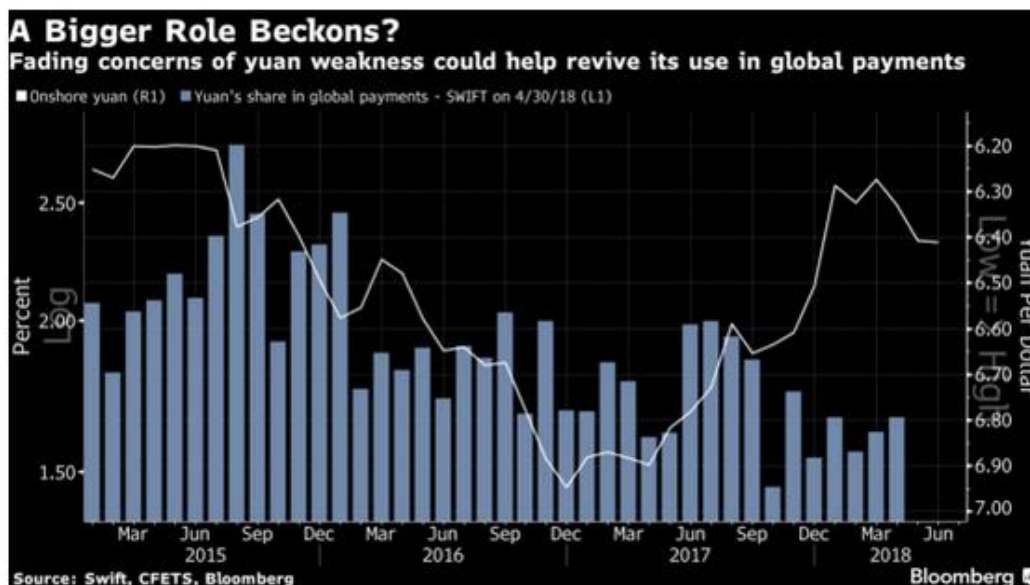 A Bigger Role Beckons?
Fading concerns of yuan weakness could help revive its use in global payments
Onshore yuan (R1) Yuan's share in global payments - SWIFT on 4/30/18 (L1)
Percent
Log
2.50
2.00
1.50
6.20
6.30
6.40
6.50
6.60
6.70
6.80
6.90
7.00
Yuan Per Dollar
Low =
Mar Jun Sep Dec Mar Jun Sep Dec Mar Jun Sep Dec Mar Jun
2015 2016 2017 2018
Source: Swift, CFETS, Bloomberg
Bloomberg